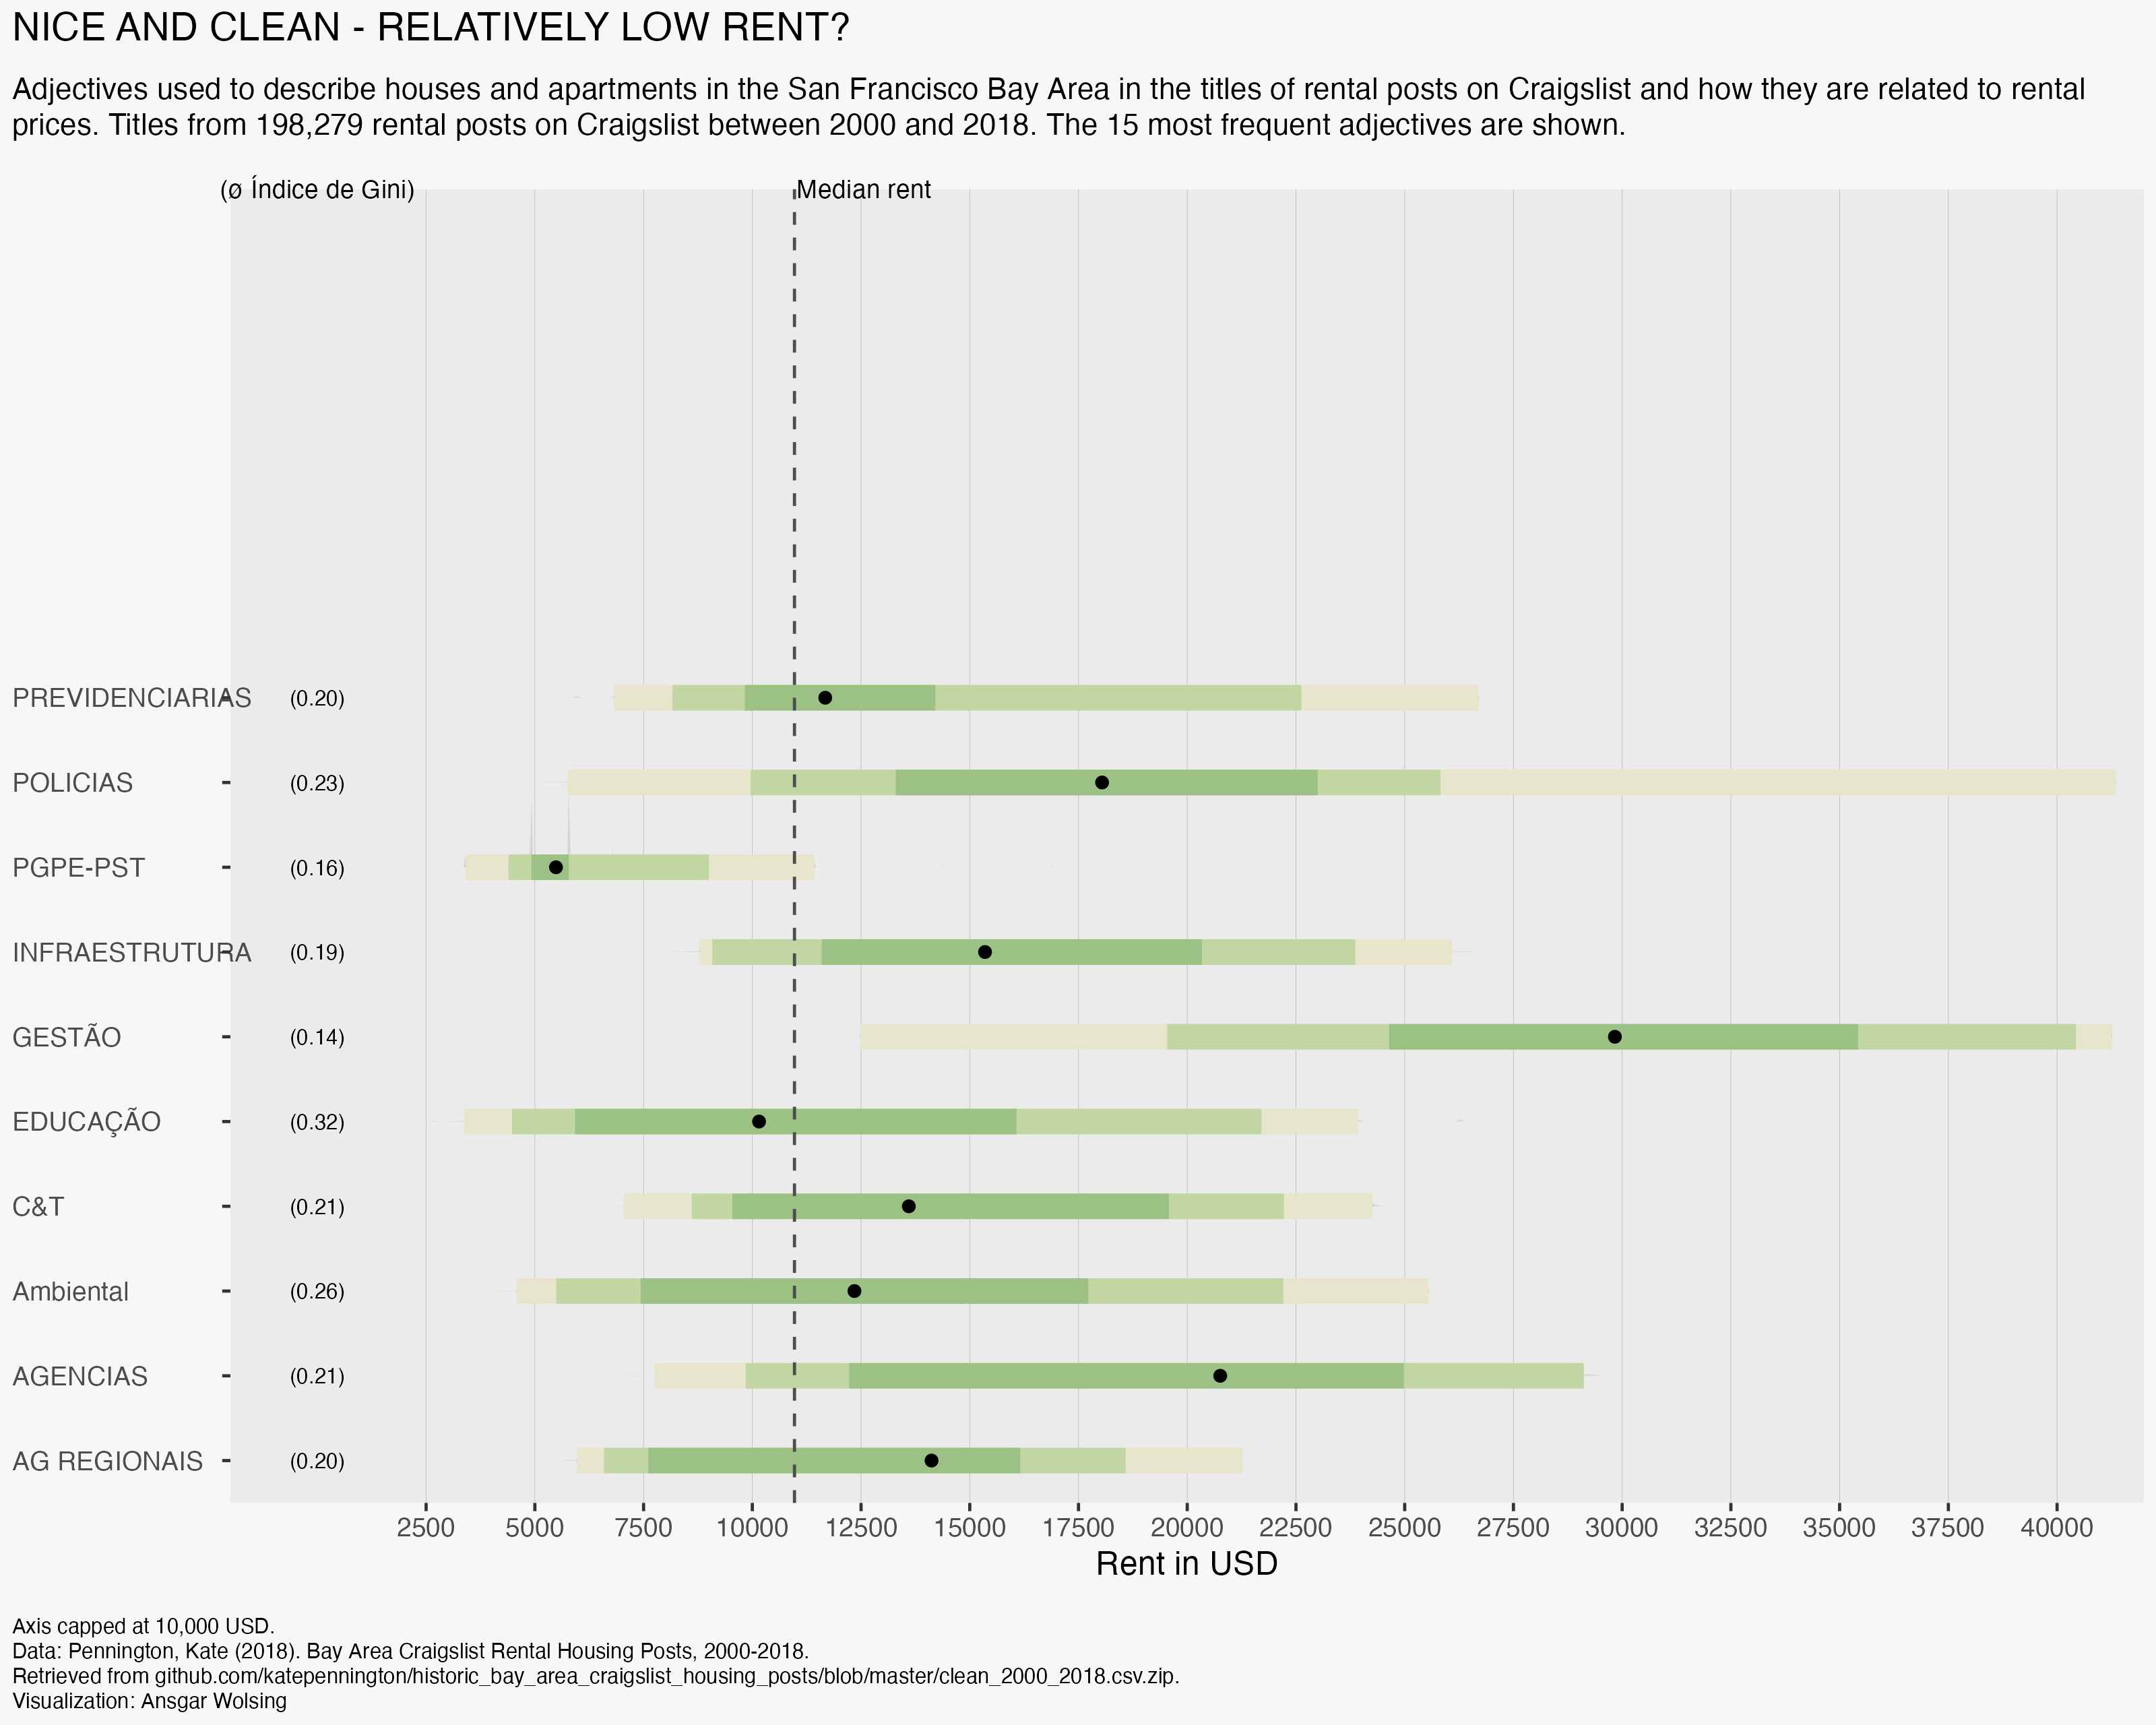 NICE AND CLEAN - RELATIVELY LOW RENT?
Adjectives used to describe houses and apartments in the San Francisco Bay Area in the titles of rental posts on Craigslist and how they are related to rental
prices. Titles from 198,279 rental posts on Craigslist between 2000 and 2018. The 15 most frequent adjectives are shown.
(ø Índice de Gini) Median rent
PREVIDENCIARIAS (0.20)
POLICIAS (0.23)
PGPE-PST (0.16)
INFRAESTRUTURA (0.19)
GESTÃO (0.14)
EDUCAÇÃO (0.32)
C&T (0.21)
Ambiental (0.26)
AGENCIAS (0.21)
AG REGIONAIS (0.20)
2500 5000 7500 10000 12500 15000 17500 20000 22500 25000 27500 30000 32500 35000 37500 40000
Rent in USD
Axis capped at 10,000 USD.
Data: Pennington, Kate (2018). Bay Area Craigslist Rental Housing Posts, 2000-2018.
Retrieved from github.com/katepennington/historic_bay_area_craigslist_housing_posts/blob/master/clean_2000_2018.csv.zip.
Visualization: Ansgar Wolsing